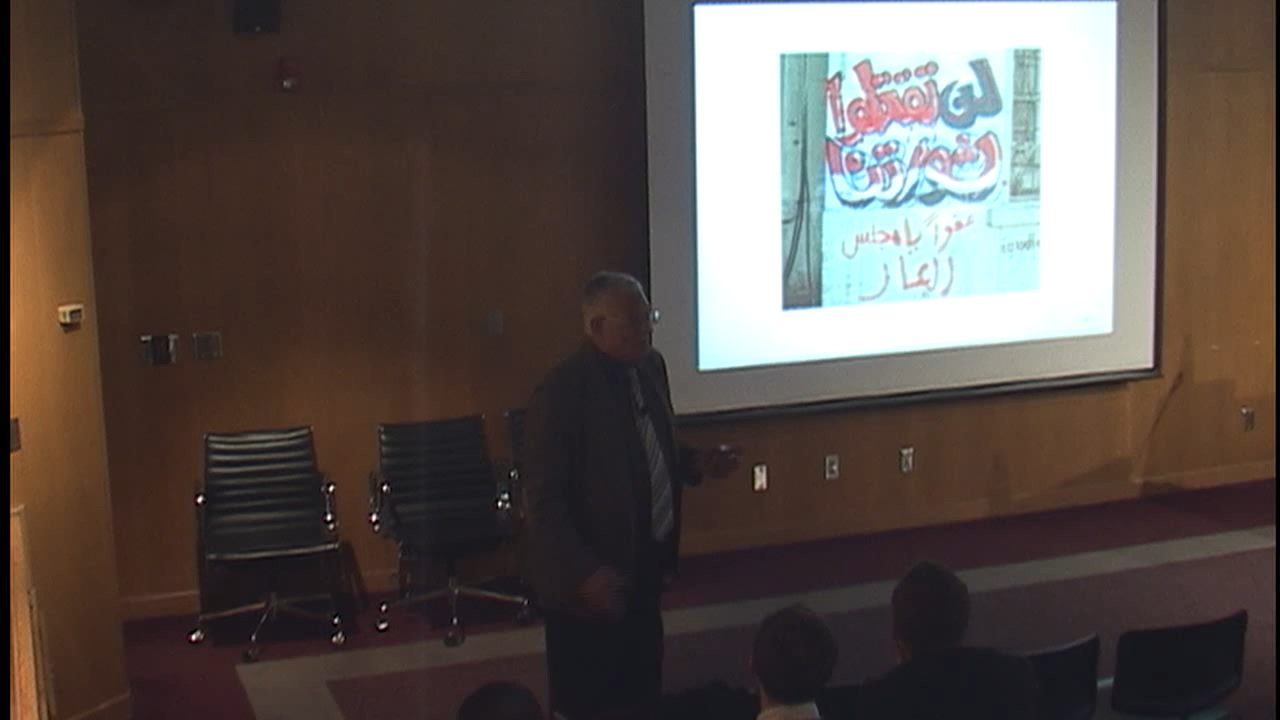 لن تقتلوا
ثورتنا
عفواً يا مجلس
العار